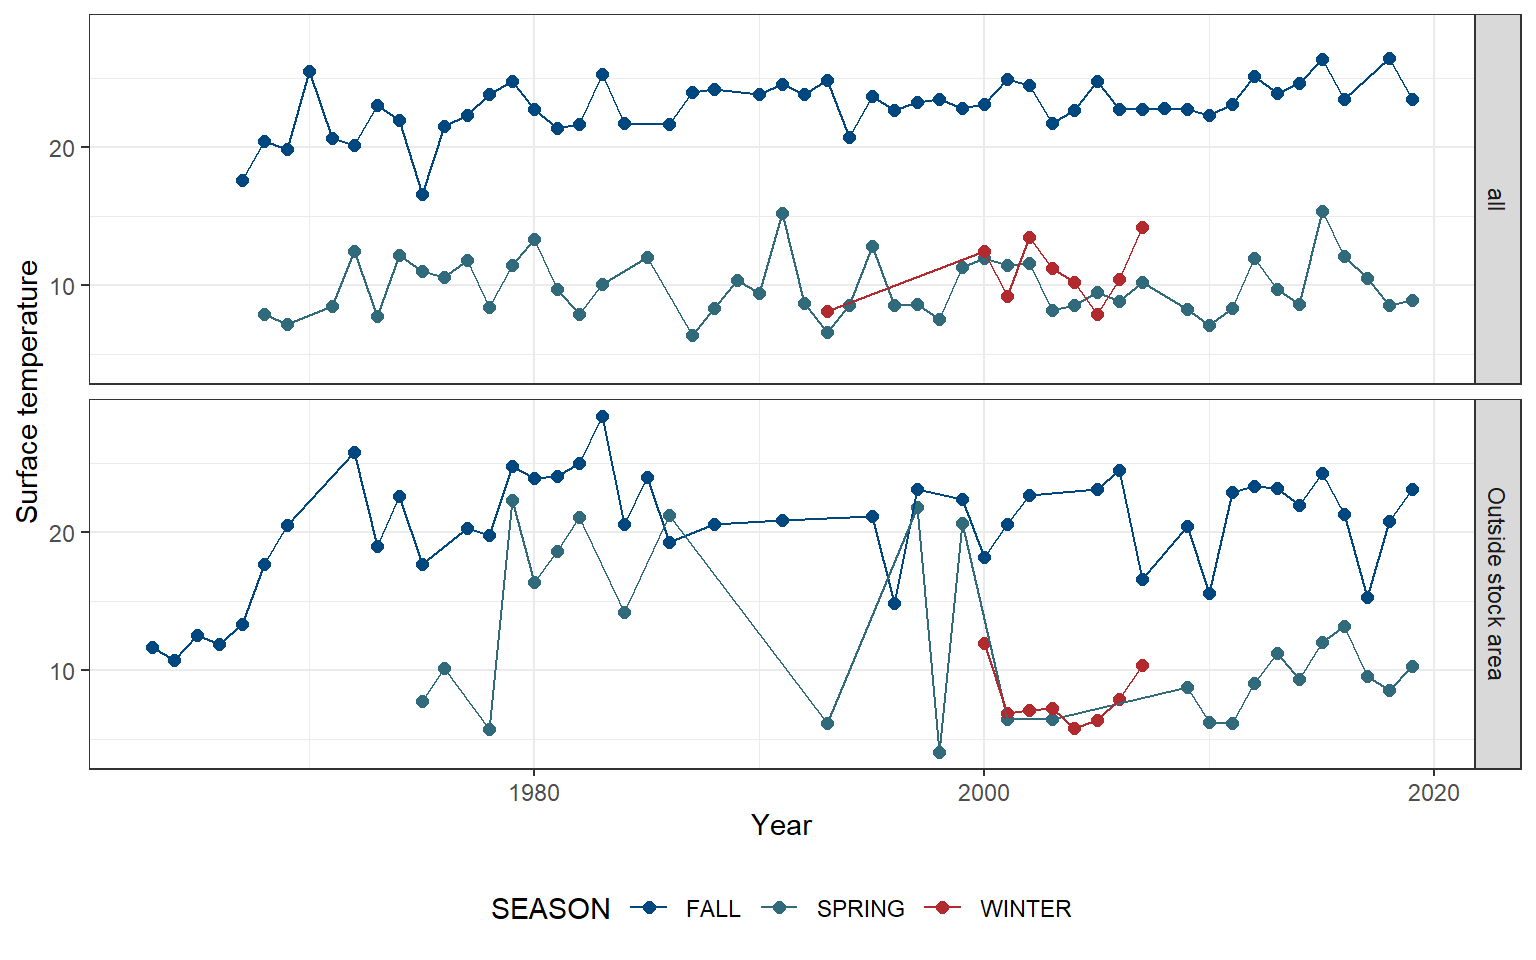 20
10
all
Surface temperature
20
10
Outside stock area
1980 2000 2020
Year
SEASON FALL SPRING WINTER